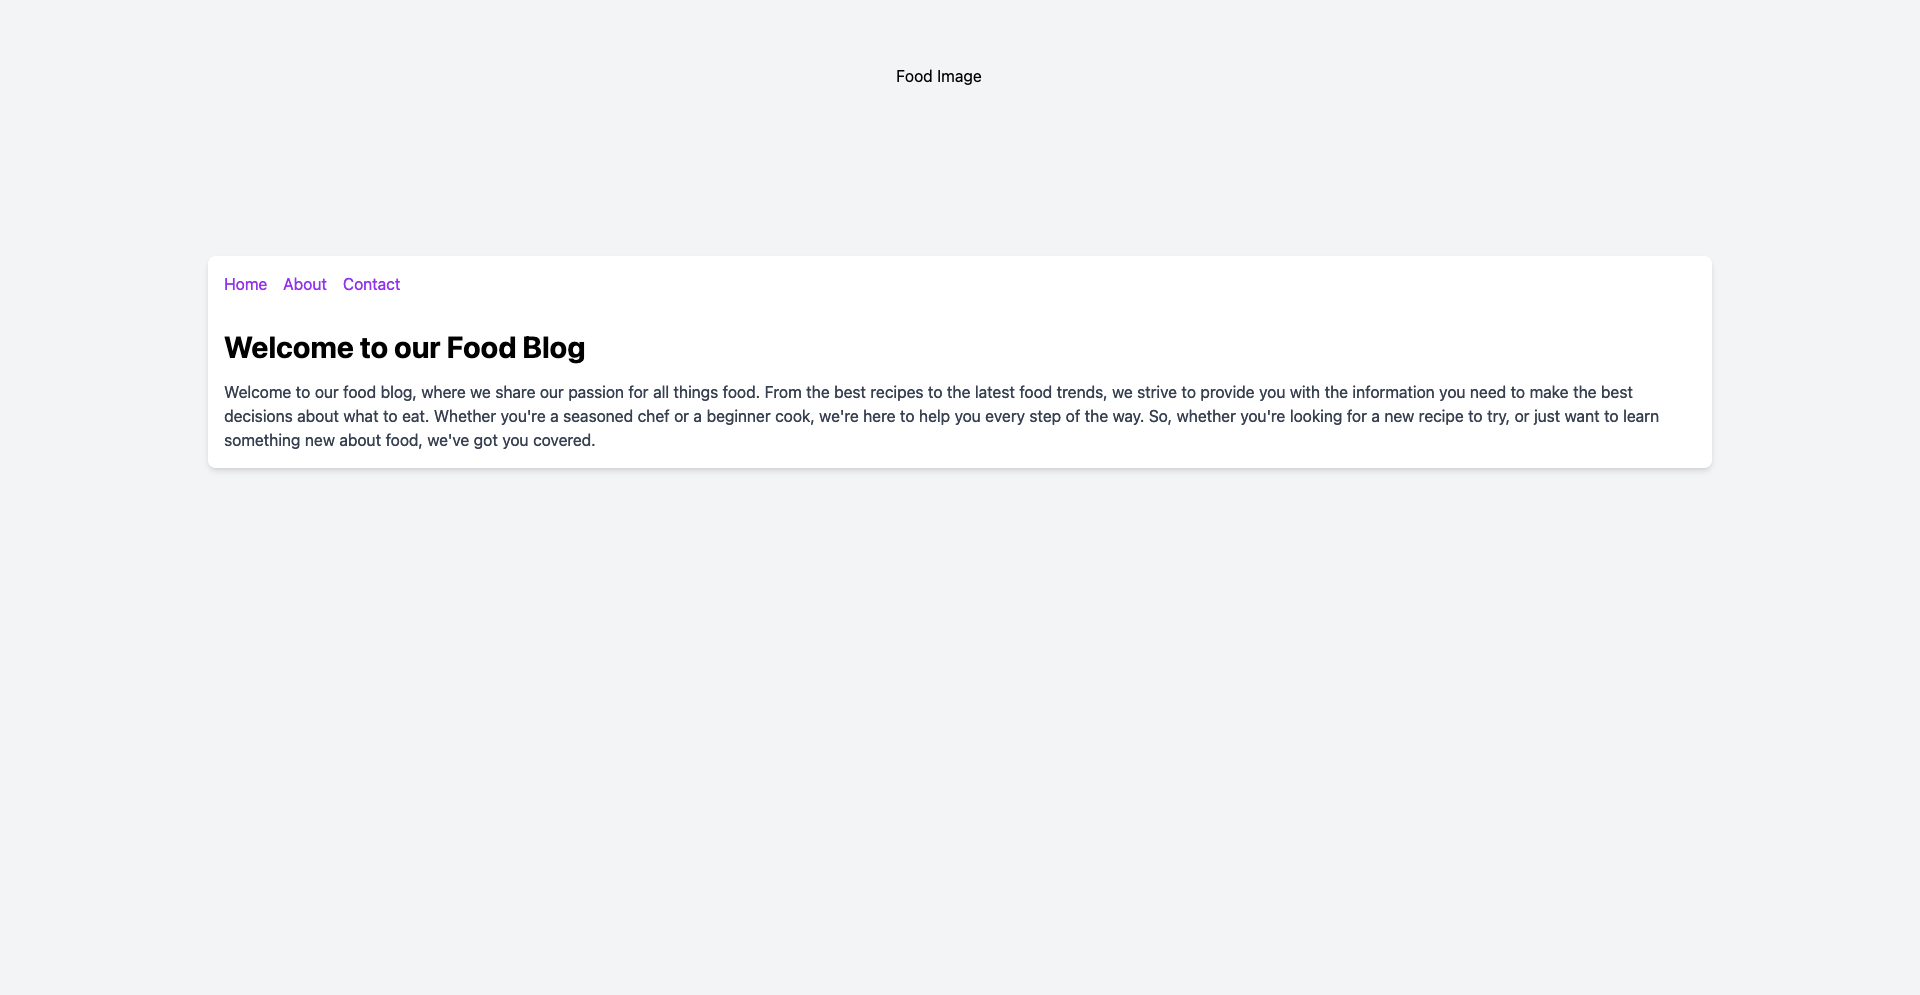 Food Image
Home About Contact
Welcome to our Food Blog
Welcome to our food blog, where we share our passion for all things food. From the best recipes to the latest food trends, we strive to provide you with the information you need to make the best
decisions about what to eat. Whether you're a seasoned chef or a beginner cook, we're here to help you every step of the way. So, whether you're looking for a new recipe to try, or just want to learn
something new about food, we've got you covered.